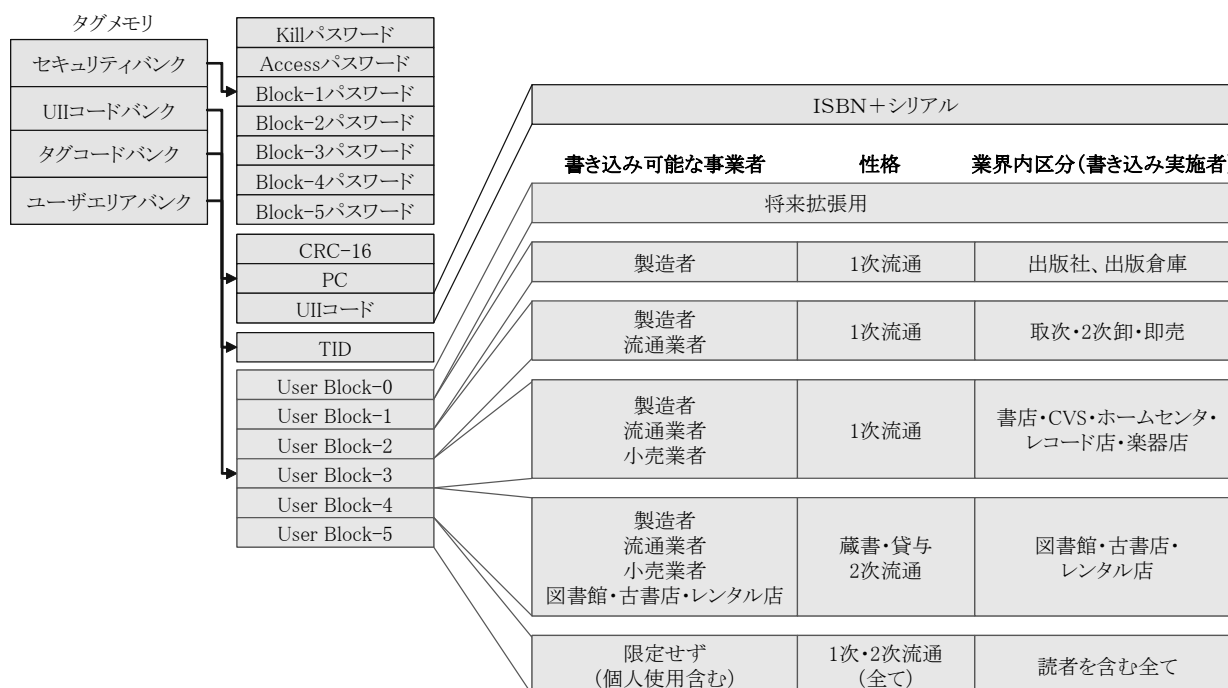 タグメモリ
セキュリティバンク
UIIコードバンク
タグコードバンク
ユーザエリアバンク
Killパスワード
Accessパスワード
Block-1パスワード
Block-2パスワード
Block-3パスワード
Block-4パスワード
Block-5パスワード
CRC-16
PC
UIIコード
TID
User Block-0
User Block-1
User Block-2
User Block-3
User Block-4
User Block-5
ISBN+シリアル
書き込み可能な事業者 性格 業界内区分(書き込み実施者)
将来拡張用
製造者 1次流通 出版社、出版倉庫
製造者
流通業者
1次流通
取次・2次卸・即売
製造者
流通業者
小売業者
1次流通
書店・CVS・ホームセンタ・
レコード店・楽器店
製造者
流通業者
小売業者
図書館・古書店・レンタル店
蔵書・貸与
2次流通
図書館・古書店・
レンタル店
限定せず
(個人使用含む)
1次・2次流通
(全て)
読者を含む全て